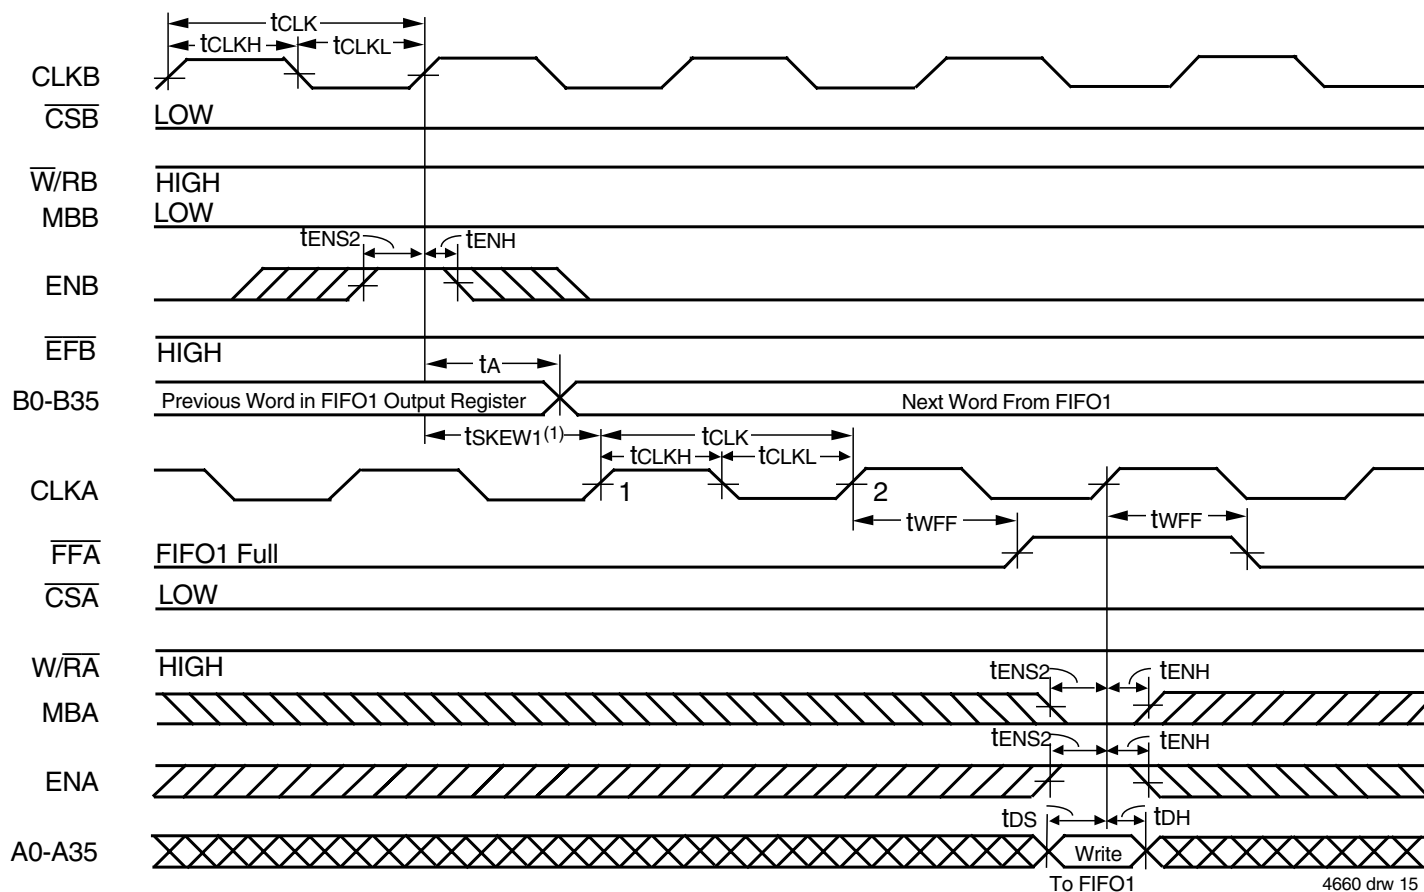 tCLK
tCLKH tCLKL
CLKB
CSB LOW
W/RB HIGH
MBB LOW
tENS2 tENH
ENB
EFB HIGH
tA
B0-B35 Previous Word in FIFO1 Output Register Next Word From FIFO1
tSKEW1(1) tCLK
tCLKH tCLKL
CLKA 1 2
tWFF tWFF
FFA FIFO1 Full
CSA LOW
W/RA HIGH
tENS2 tENH
MBA
tENS2 tENH
ENA
tDS tDH
A0-A35 Write
To FIFO1
4660 drw 15